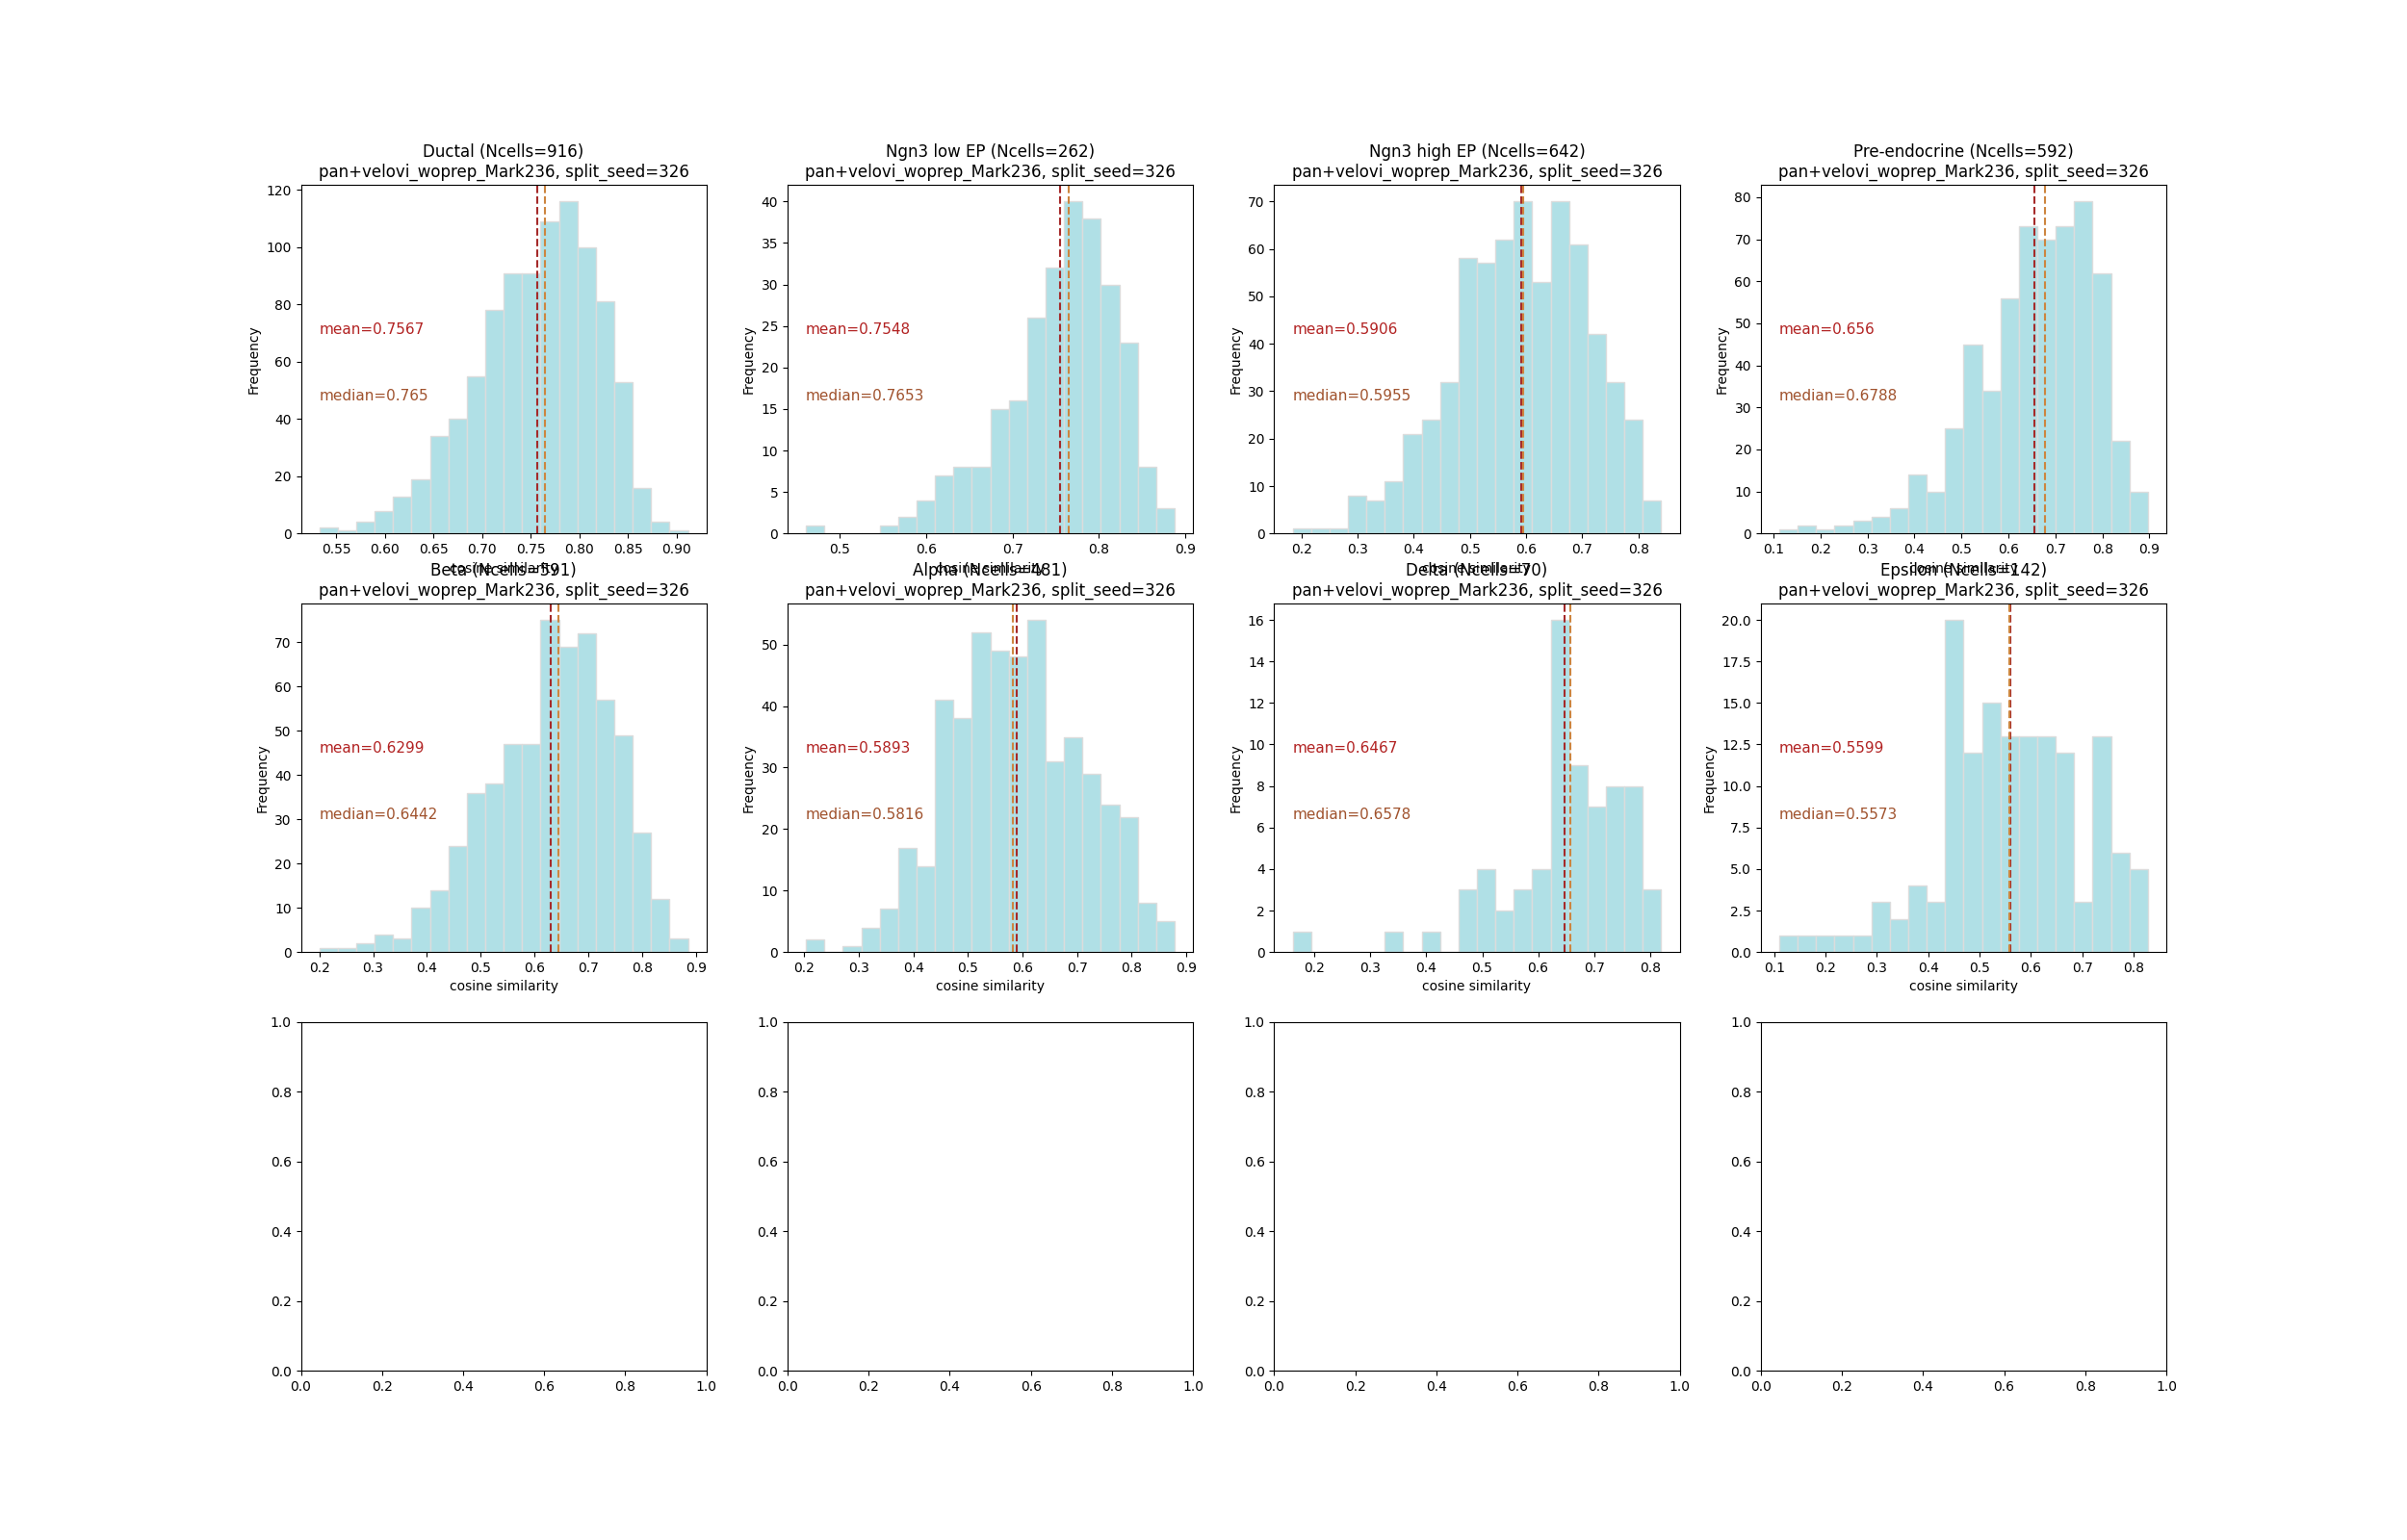 Ductal (Ncells=916)
pan+velovi_woprep_Mark236, split_seed=326
120
100
80
60
40
20
0
Frequency
mean=0.7567
median=0.765
0.55 0.60 0.65 0.70 0.75 0.80 0.85 0.90
cosine similarity
Ngn3 low EP (Ncells=262)
pan+velovi_woprep_Mark236, split_seed=326
40
35
30
25
20
15
10
5
0
Frequency
mean=0.7548
median=0.7653
0.5 0.6 0.7 0.8 0.9
cosine similarity
Ngn3 high EP (Ncells=642)
pan+velovi_woprep_Mark236, split_seed=326
70
60
50
40
30
20
10
0
Frequency
mean=0.5906
median=0.5955
0.2 0.3 0.4 0.5 0.6 0.7 0.8
cosine similarity
Pre-endocrine (Ncells=592)
pan+velovi_woprep_Mark236, split_seed=326
80
70
60
50
40
30
20
10
0
Frequency
mean=0.656
median=0.6788
0.1 0.2 0.3 0.4 0.5 0.6 0.7 0.8 0.9
cosine similarity
Beta (Ncells=591)
pan+velovi_woprep_Mark236, split_seed=326
70
60
50
40
30
20
10
0
Frequency
mean=0.6299
median=0.6442
0.2 0.3 0.4 0.5 0.6 0.7 0.8 0.9
cosine similarity
Alpha (Ncells=481)
pan+velovi_woprep_Mark236, split_seed=326
50
40
30
20
10
0
Frequency
mean=0.5893
median=0.5816
0.2 0.3 0.4 0.5 0.6 0.7 0.8 0.9
cosine similarity
Delta (Ncells=70)
pan+velovi_woprep_Mark236, split_seed=326
16
14
12
10
8
6
4
2
0
Frequency
mean=0.6467
median=0.6578
0.2 0.3 0.4 0.5 0.6 0.7 0.8
cosine similarity
Epsilon (Ncells=142)
pan+velovi_woprep_Mark236, split_seed=326
20.0
17.5
15.0
12.5
10.0
7.5
5.0
2.5
0.0
Frequency
mean=0.5599
median=0.5573
0.1 0.2 0.3 0.4 0.5 0.6 0.7 0.8
cosine similarity
1.0
0.8
0.6
0.4
0.2
0.0
0.0 0.2 0.4 0.6 0.8 1.0
1.0
0.8
0.6
0.4
0.2
0.0
0.0 0.2 0.4 0.6 0.8 1.0
1.0
0.8
0.6
0.4
0.2
0.0
0.0 0.2 0.4 0.6 0.8 1.0
1.0
0.8
0.6
0.4
0.2
0.0
0.0 0.2 0.4 0.6 0.8 1.0